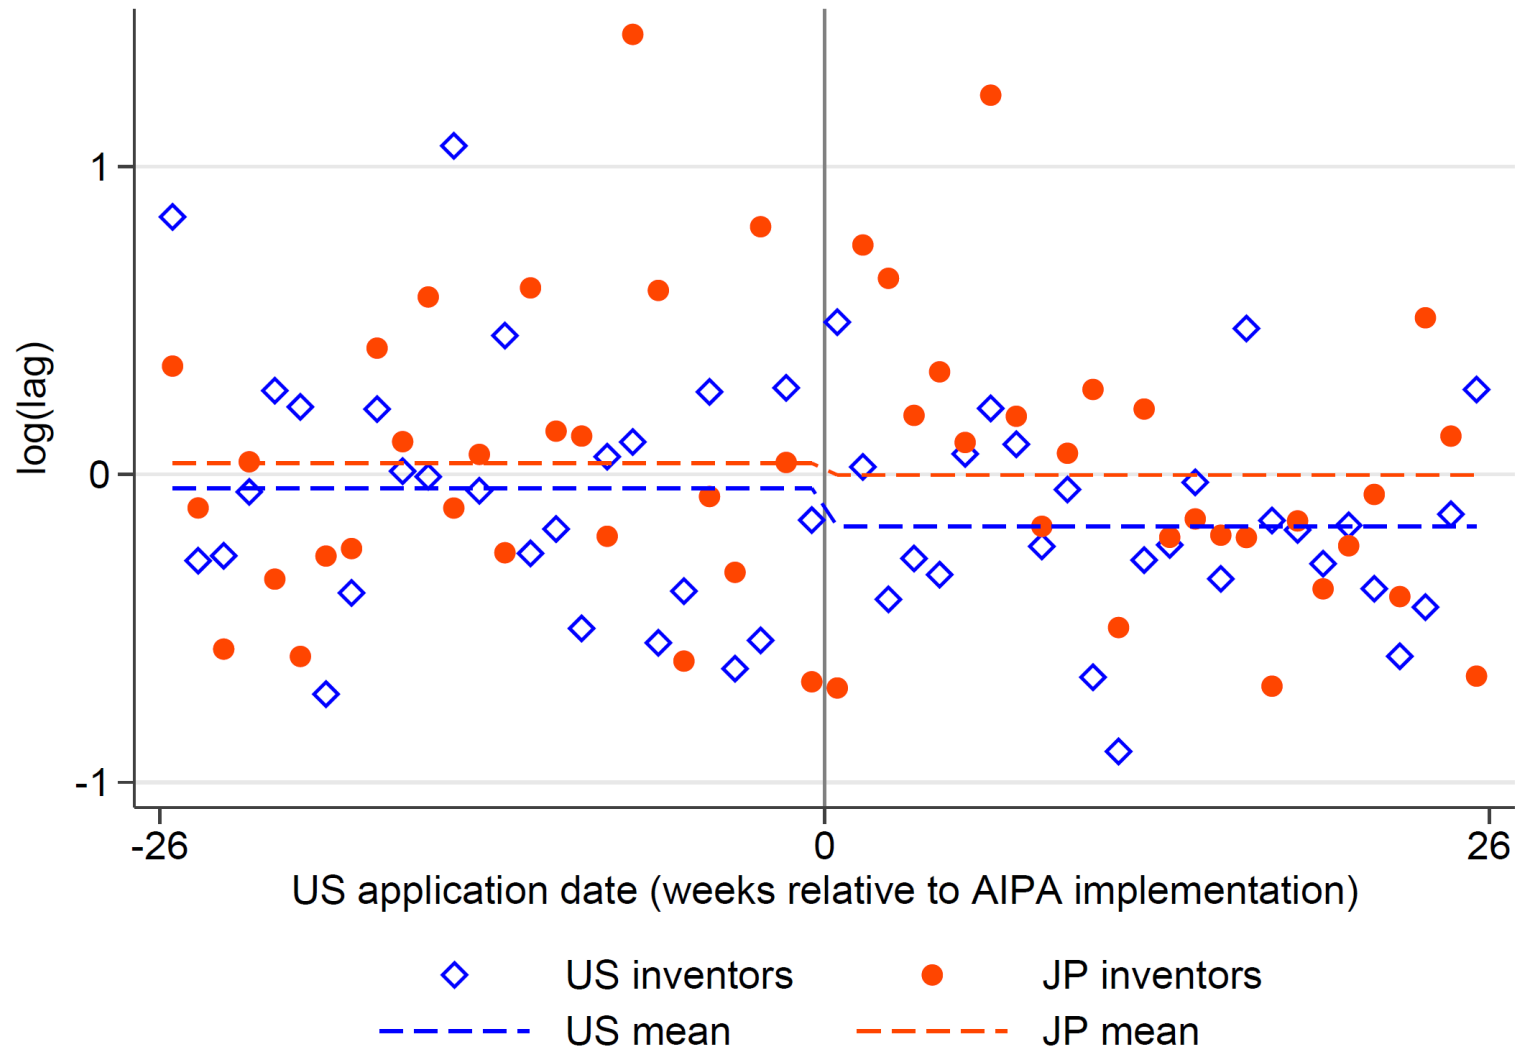 log(lag)
1
0
-1
-26
0
26
US application date (weeks relative to AIPA implementation)
US inventors
JP inventors
US mean
JP mean